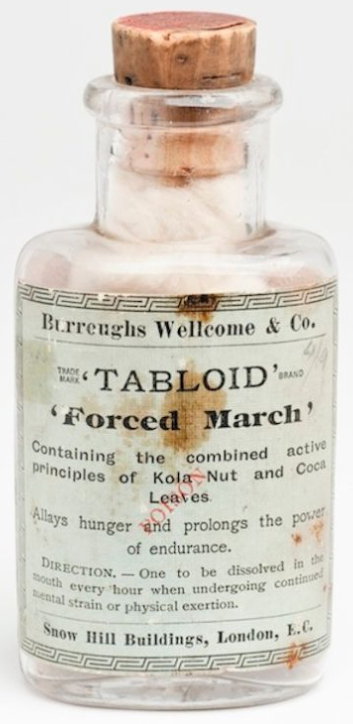 Burroughs Wellcome & Co.
TRADE MARK 'TABLOID' BRAND
'Forced March'
Containing the combined active
principles of Kola Nut and Coca
Leaves.
POISON
Allays hunger and prolongs the power
of endurance.
DIRECTION. — One to be dissolved in the
mouth every hour when undergoing continued
mental strain or physical exertion.
Snow Hill Buildings, London, E.C.